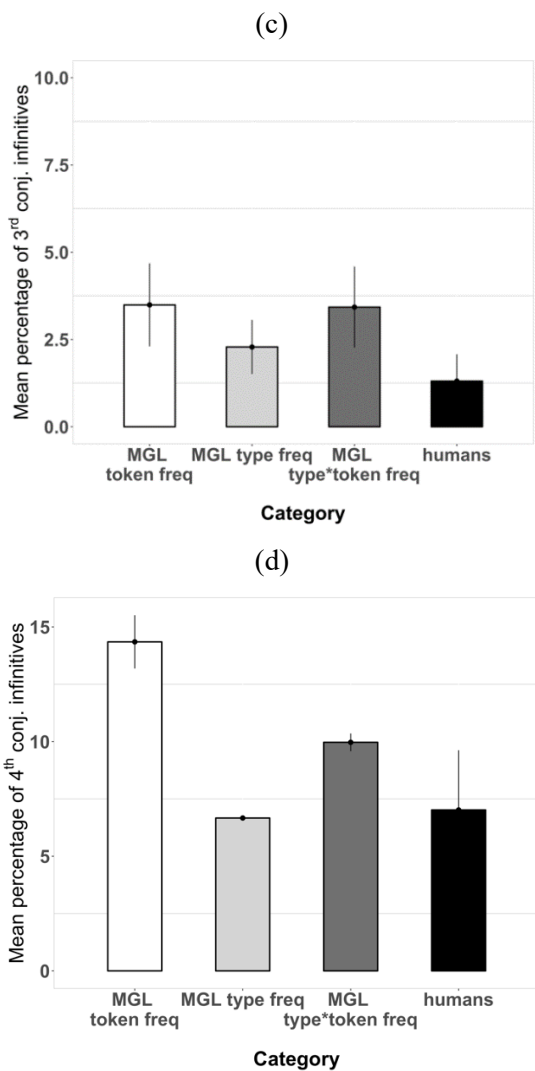 (c)
Mean percentage of 3rd conj. infinitives
10.0
7.5
5.0
2.5
0.0
MGL token freq
MGL type freq
MGL type*token freq
humans
Category
(d)
Mean percentage of 4th conj. infinitives
15
10
5
0
MGL token freq
MGL type freq
MGL type*token freq
humans
Category